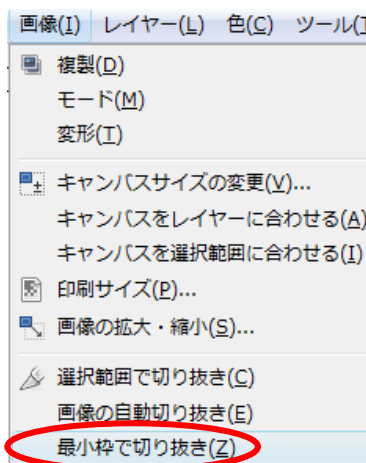 画像(I) レイヤー(L) 色(C) ツール(T
複製(D)
モード(M)
変形(T)
キャンバスサイズの変更(V)...
キャンバスをレイヤーに合わせる(A)
キャンバスを選択範囲に合わせる(I)
印刷サイズ(P)...
画像の拡大・縮小(S)...
選択範囲で切り抜き(C)
画像の自動切り抜き(E)
最小枠で切り抜き(Z)